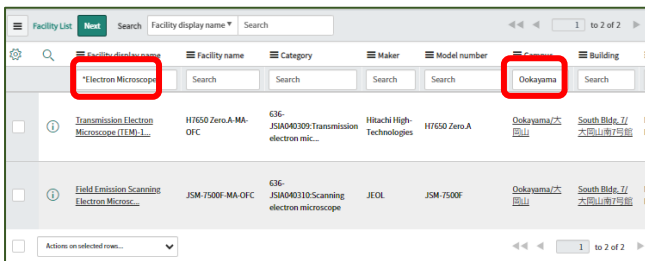 Facility List Next Search Facility display name ▼ Search 1 to 2 of 2
Facility display name Facility name Category Maker Model number Campus Building
*Electron Microscope Search Search Search Search Ookayama Search
Transmission Electron Microscope (TEM)-1... H7650 Zero.A-MA-OFC 636-JSIA040309:Transmission electron mic... Hitachi High-Technologies H7650 Zero.A Ookayama/大岡山 South Bldg. 7/大岡山南7号館
Field Emission Scanning Electron Microsc... JSM-7500F-MA-OFC 636-JSIA040310:Scanning electron microscope JEOL JSM-7500F Ookayama/大岡山 South Bldg. 7/大岡山南7号館
Actions on selected rows... 1 to 2 of 2